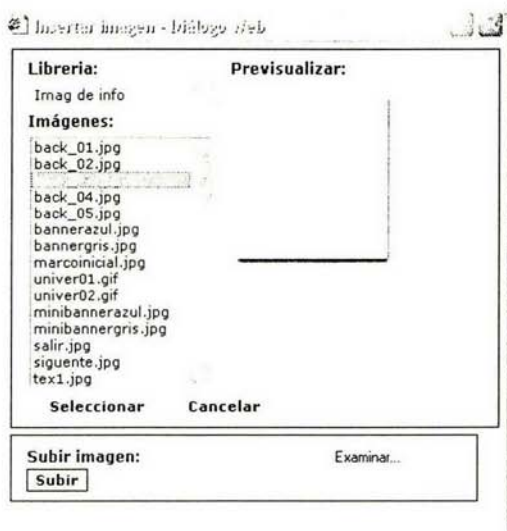 Insertar imagen - Diálogo Web
Libreria:
Previsualizar:
Imag de info
Imágenes:
back_01.jpg
back_02.jpg
back_04.jpg
back_05.jpg
bannerazul.jpg
bannergris.jpg
marcoinicial.jpg
univer01.gif
univer02.gif
minibannerazul.jpg
minibannergris.jpg
salir.jpg
siguente.jpg
tex1.jpg
Seleccionar
Cancelar
Subir imagen:
Examinar...
Subir